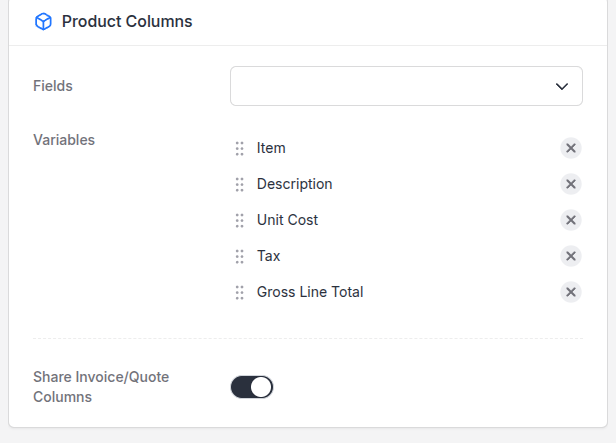 Product Columns
Fields
Variables
Item
Description
Unit Cost
Tax
Gross Line Total
Share Invoice/Quote
Columns